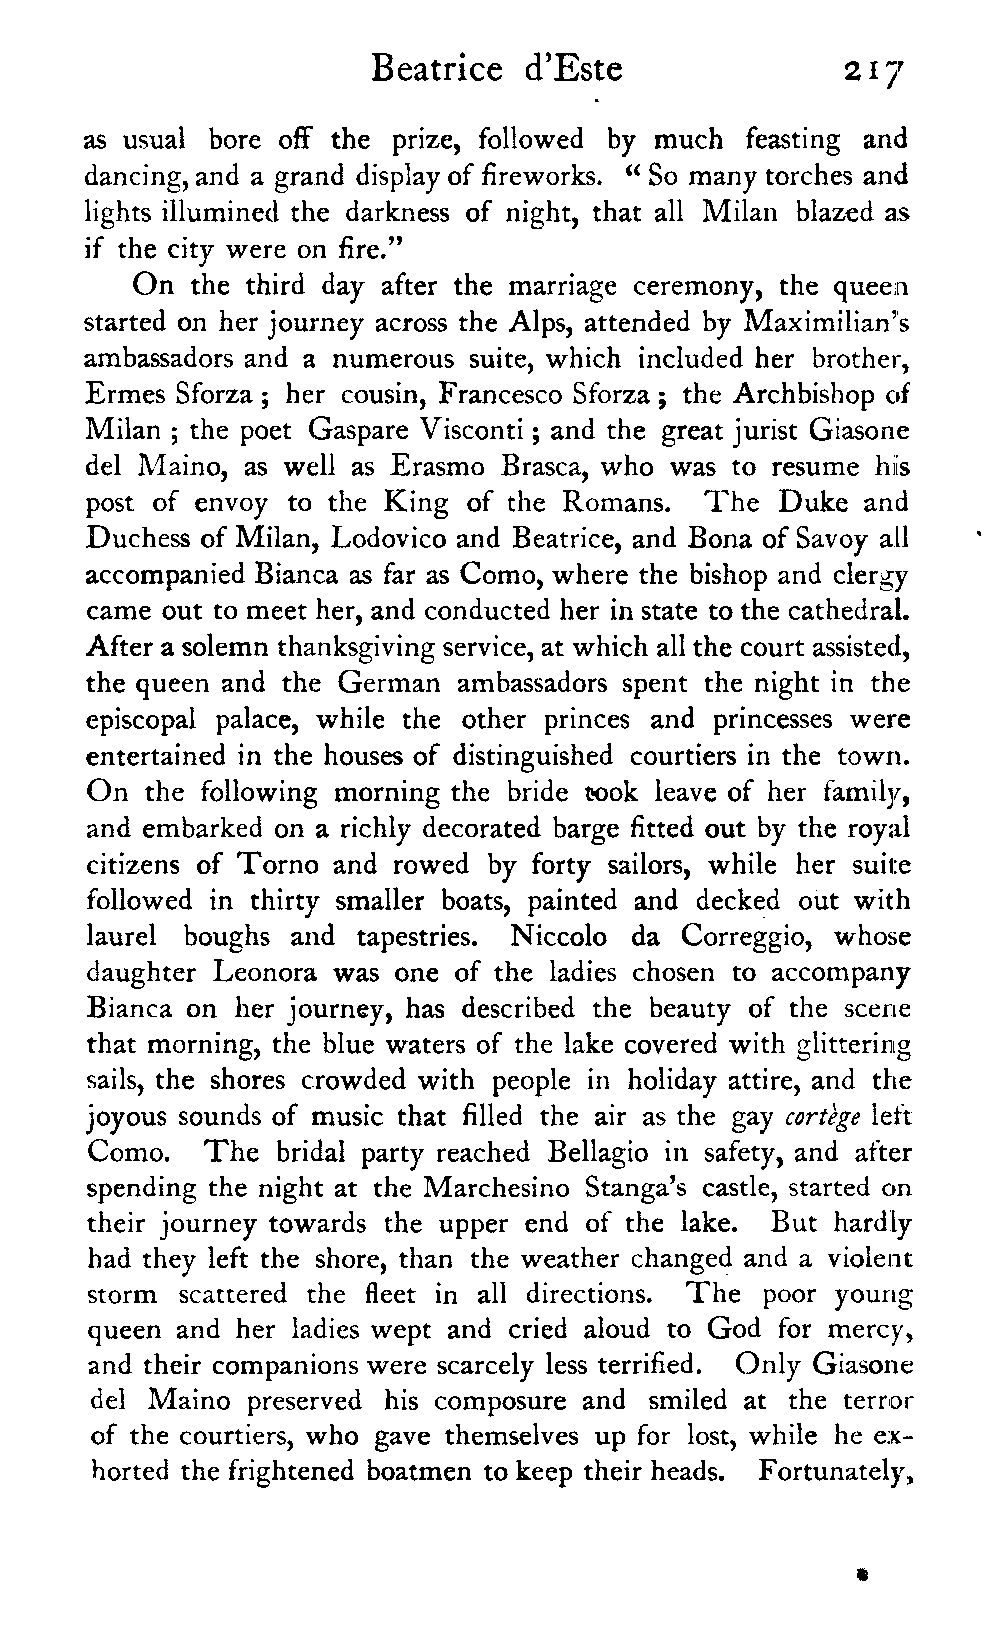 Beatrice d'Este 217
as usual bore off the prize, followed by much feasting and
dancing, and a grand display of fireworks. “ So many torches and
lights illumined the darkness of night, that all Milan blazed as
if the city were on fire.”
On the third day after the marriage ceremony, the queen
started on her journey across the Alps, attended by Maximilian's
ambassadors and a numerous suite, which included her brother,
Ermes Sforza ; her cousin, Francesco Sforza ; the Archbishop of
Milan ; the poet Gaspare Visconti ; and the great jurist Giasone
del Maino, as well as Erasmo Brasca, who was to resume his
post of envoy to the King of the Romans. The Duke and
Duchess of Milan, Lodovico and Beatrice, and Bona of Savoy all
accompanied Bianca as far as Como, where the bishop and clergy
came out to meet her, and conducted her in state to the cathedral.
After a solemn thanksgiving service, at which all the court assisted,
the queen and the German ambassadors spent the night in the
episcopal palace, while the other princes and princesses were
entertained in the houses of distinguished courtiers in the town.
On the following morning the bride took leave of her family,
and embarked on a richly decorated barge fitted out by the royal
citizens of Torno and rowed by forty sailors, while her suite
followed in thirty smaller boats, painted and decked out with
laurel boughs and tapestries. Niccolo da Correggio, whose
daughter Leonora was one of the ladies chosen to accompany
Bianca on her journey, has described the beauty of the scene
that morning, the blue waters of the lake covered with glittering
sails, the shores crowded with people in holiday attire, and the
joyous sounds of music that filled the air as the gay cortège left
Como. The bridal party reached Bellagio in safety, and after
spending the night at the Marchesino Stanga's castle, started on
their journey towards the upper end of the lake. But hardly
had they left the shore, than the weather changed and a violent
storm scattered the fleet in all directions. The poor young
queen and her ladies wept and cried aloud to God for mercy,
and their companions were scarcely less terrified. Only Giasone
del Maino preserved his composure and smiled at the terror
of the courtiers, who gave themselves up for lost, while he ex-
horted the frightened boatmen to keep their heads. Fortunately,